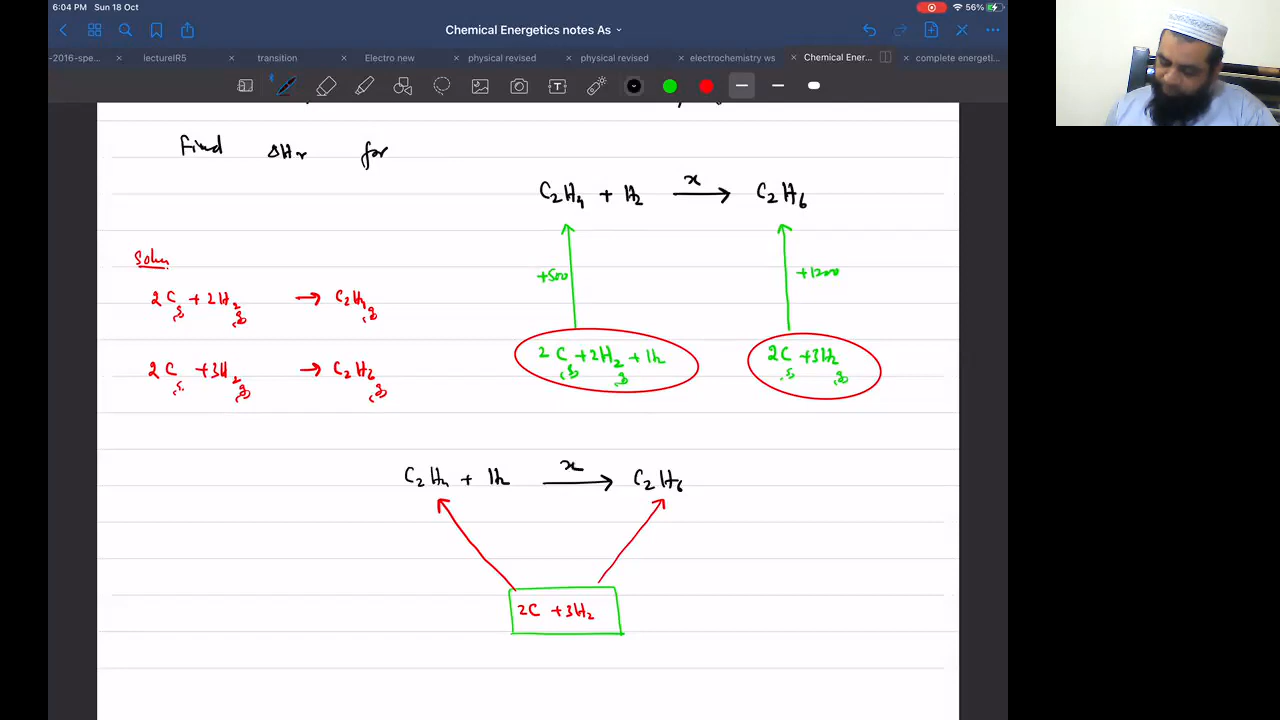 6:04 PM Sun 18 Oct
56%
Chemical Energetics notes As
-2016-spe...
lectureIR5
transition
Electro new
physical revised
physical revised
electrochemistry ws
Chemical Ener...
complete energeti...
Find ΔHr for
C2H4 + H2 x→ C2H6
+500
+1200
Soln
2C,s + 2H2,g → C2H4,g
2C,s + 3H2,g → C2H6,g
2C,s + 2H2,g + H2
2C,s + 3H2,g
C2H4 + H2 x→ C2H6
2C + 3H2